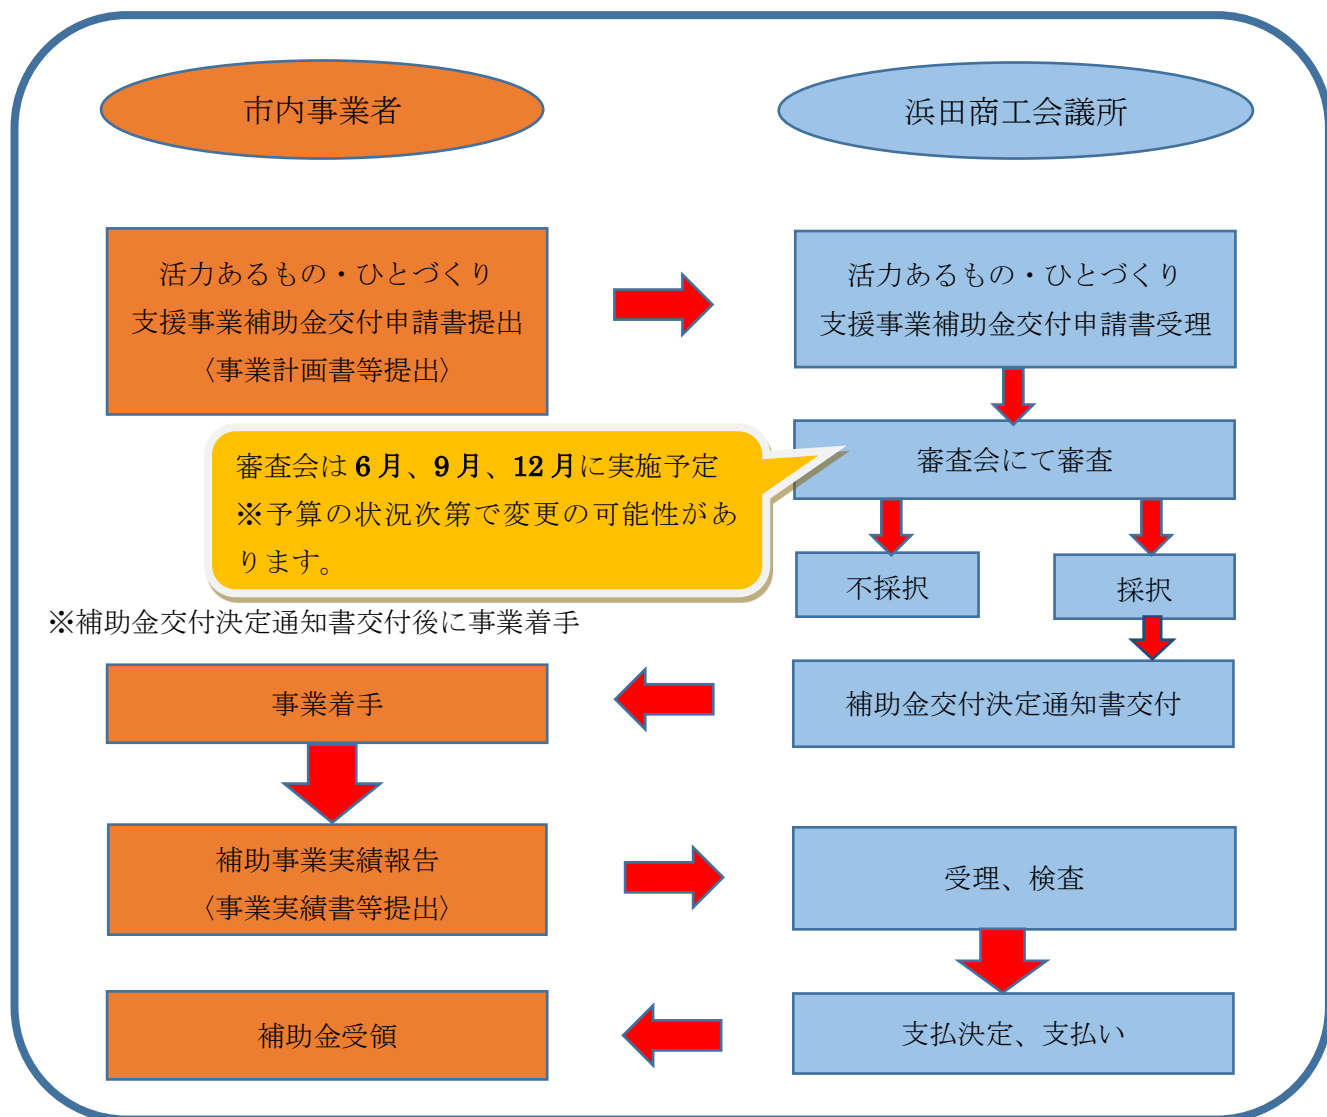 市内事業者
浜田商工会議所
活力あるもの・ひとづくり
支援事業補助金交付申請書提出
〈事業計画書等提出〉
活力あるもの・ひとづくり
支援事業補助金交付申請書受理
審査会は 6 月、9 月、12 月に実施予定
※予算の状況次第で変更の可能性があ
ります。
審査会にて審査
不採択
採択
※補助金交付決定通知書交付後に事業着手
事業着手
補助金交付決定通知書交付
補助事業実績報告
〈事業実績書等提出〉
受理、検査
補助金受領
支払決定、支払い